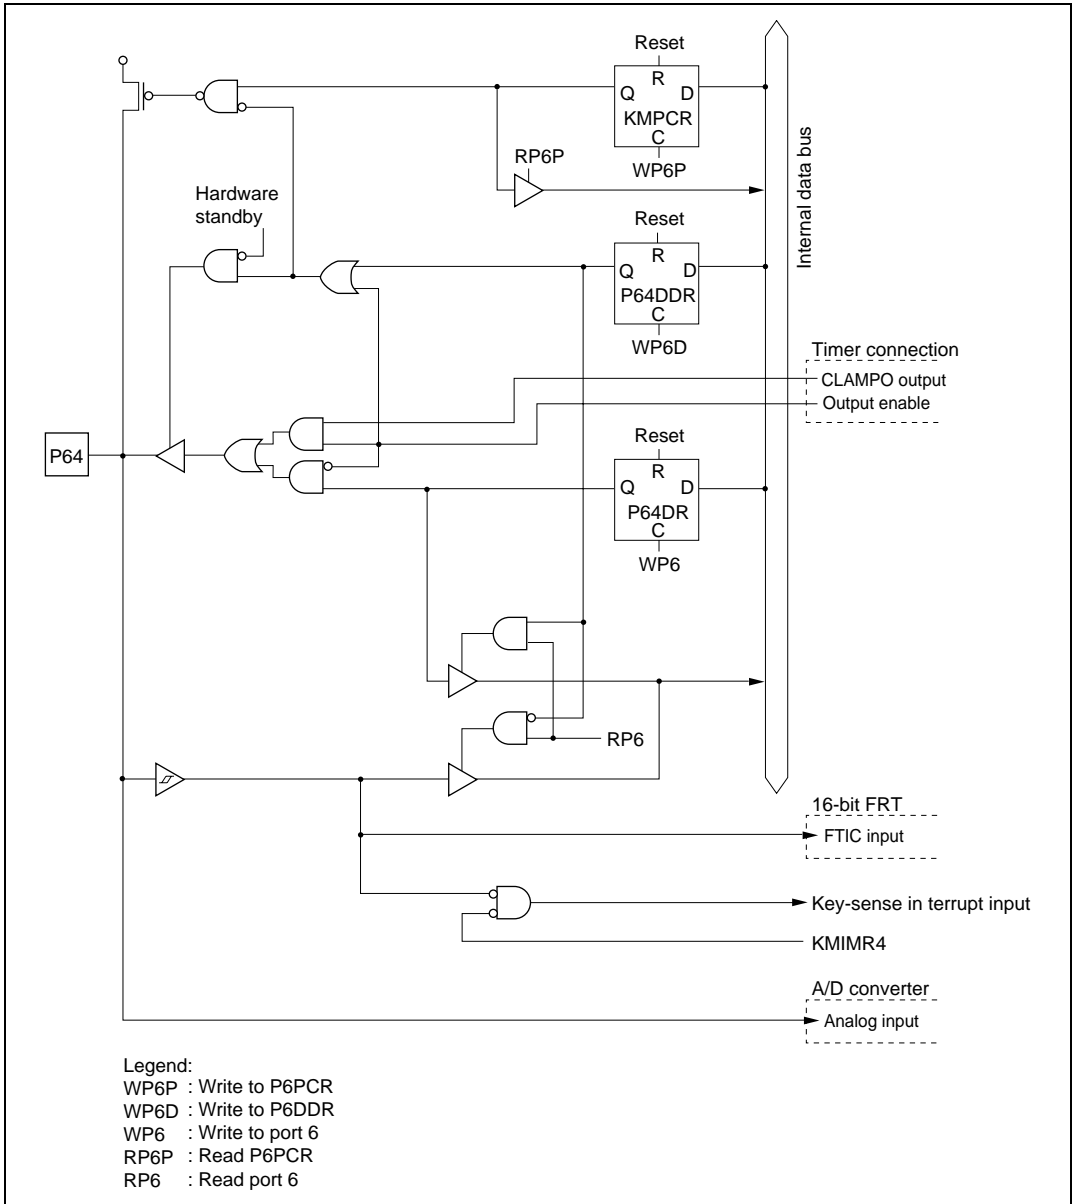 Reset
R
Q D
KMPCR
C
WP6P
RP6P
Hardware
standby
Internal data bus
Reset
R
Q D
P64DDR
C
WP6D
Timer connection
CLAMPO output
Output enable
P64
Reset
R
Q D
P64DR
C
WP6
RP6
16-bit FRT
FTIC input
Key-sense in terrupt input
KMIMR4
A/D converter
Analog input
Legend:
WP6P : Write to P6PCR
WP6D : Write to P6DDR
WP6 : Write to port 6
RP6P : Read P6PCR
RP6 : Read port 6